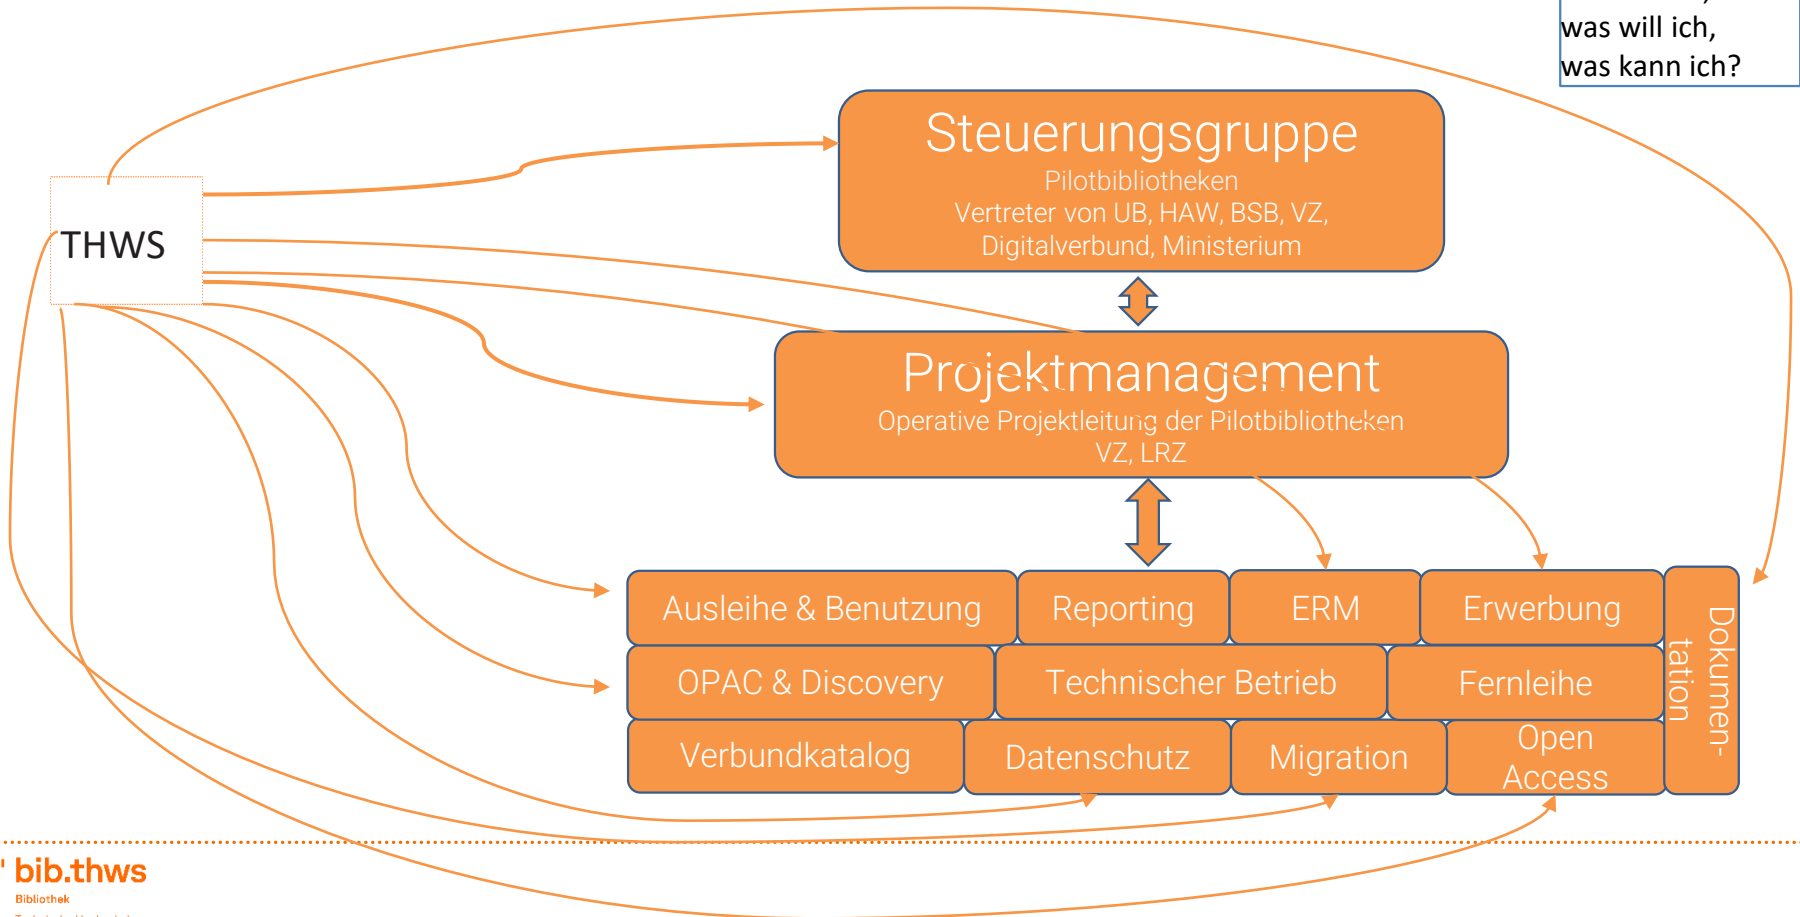 was will ich,
was kann ich?
Steuerungsgruppe
Pilotbibliotheken
Vertreter von UB, HAW, BSB, VZ,
Digitalverbund, Ministerium
THWS
Projektmanagement
Operative Projektleitung der Pilotbibliotheken
VZ, LRZ
Ausleihe & Benutzung
Reporting
ERM
Erwerbung
Dokumen-
tation
OPAC & Discovery
Technischer Betrieb
Fernleihe
Verbundkatalog
Datenschutz
Migration
Open
Access
bib.thws
Bibliothek